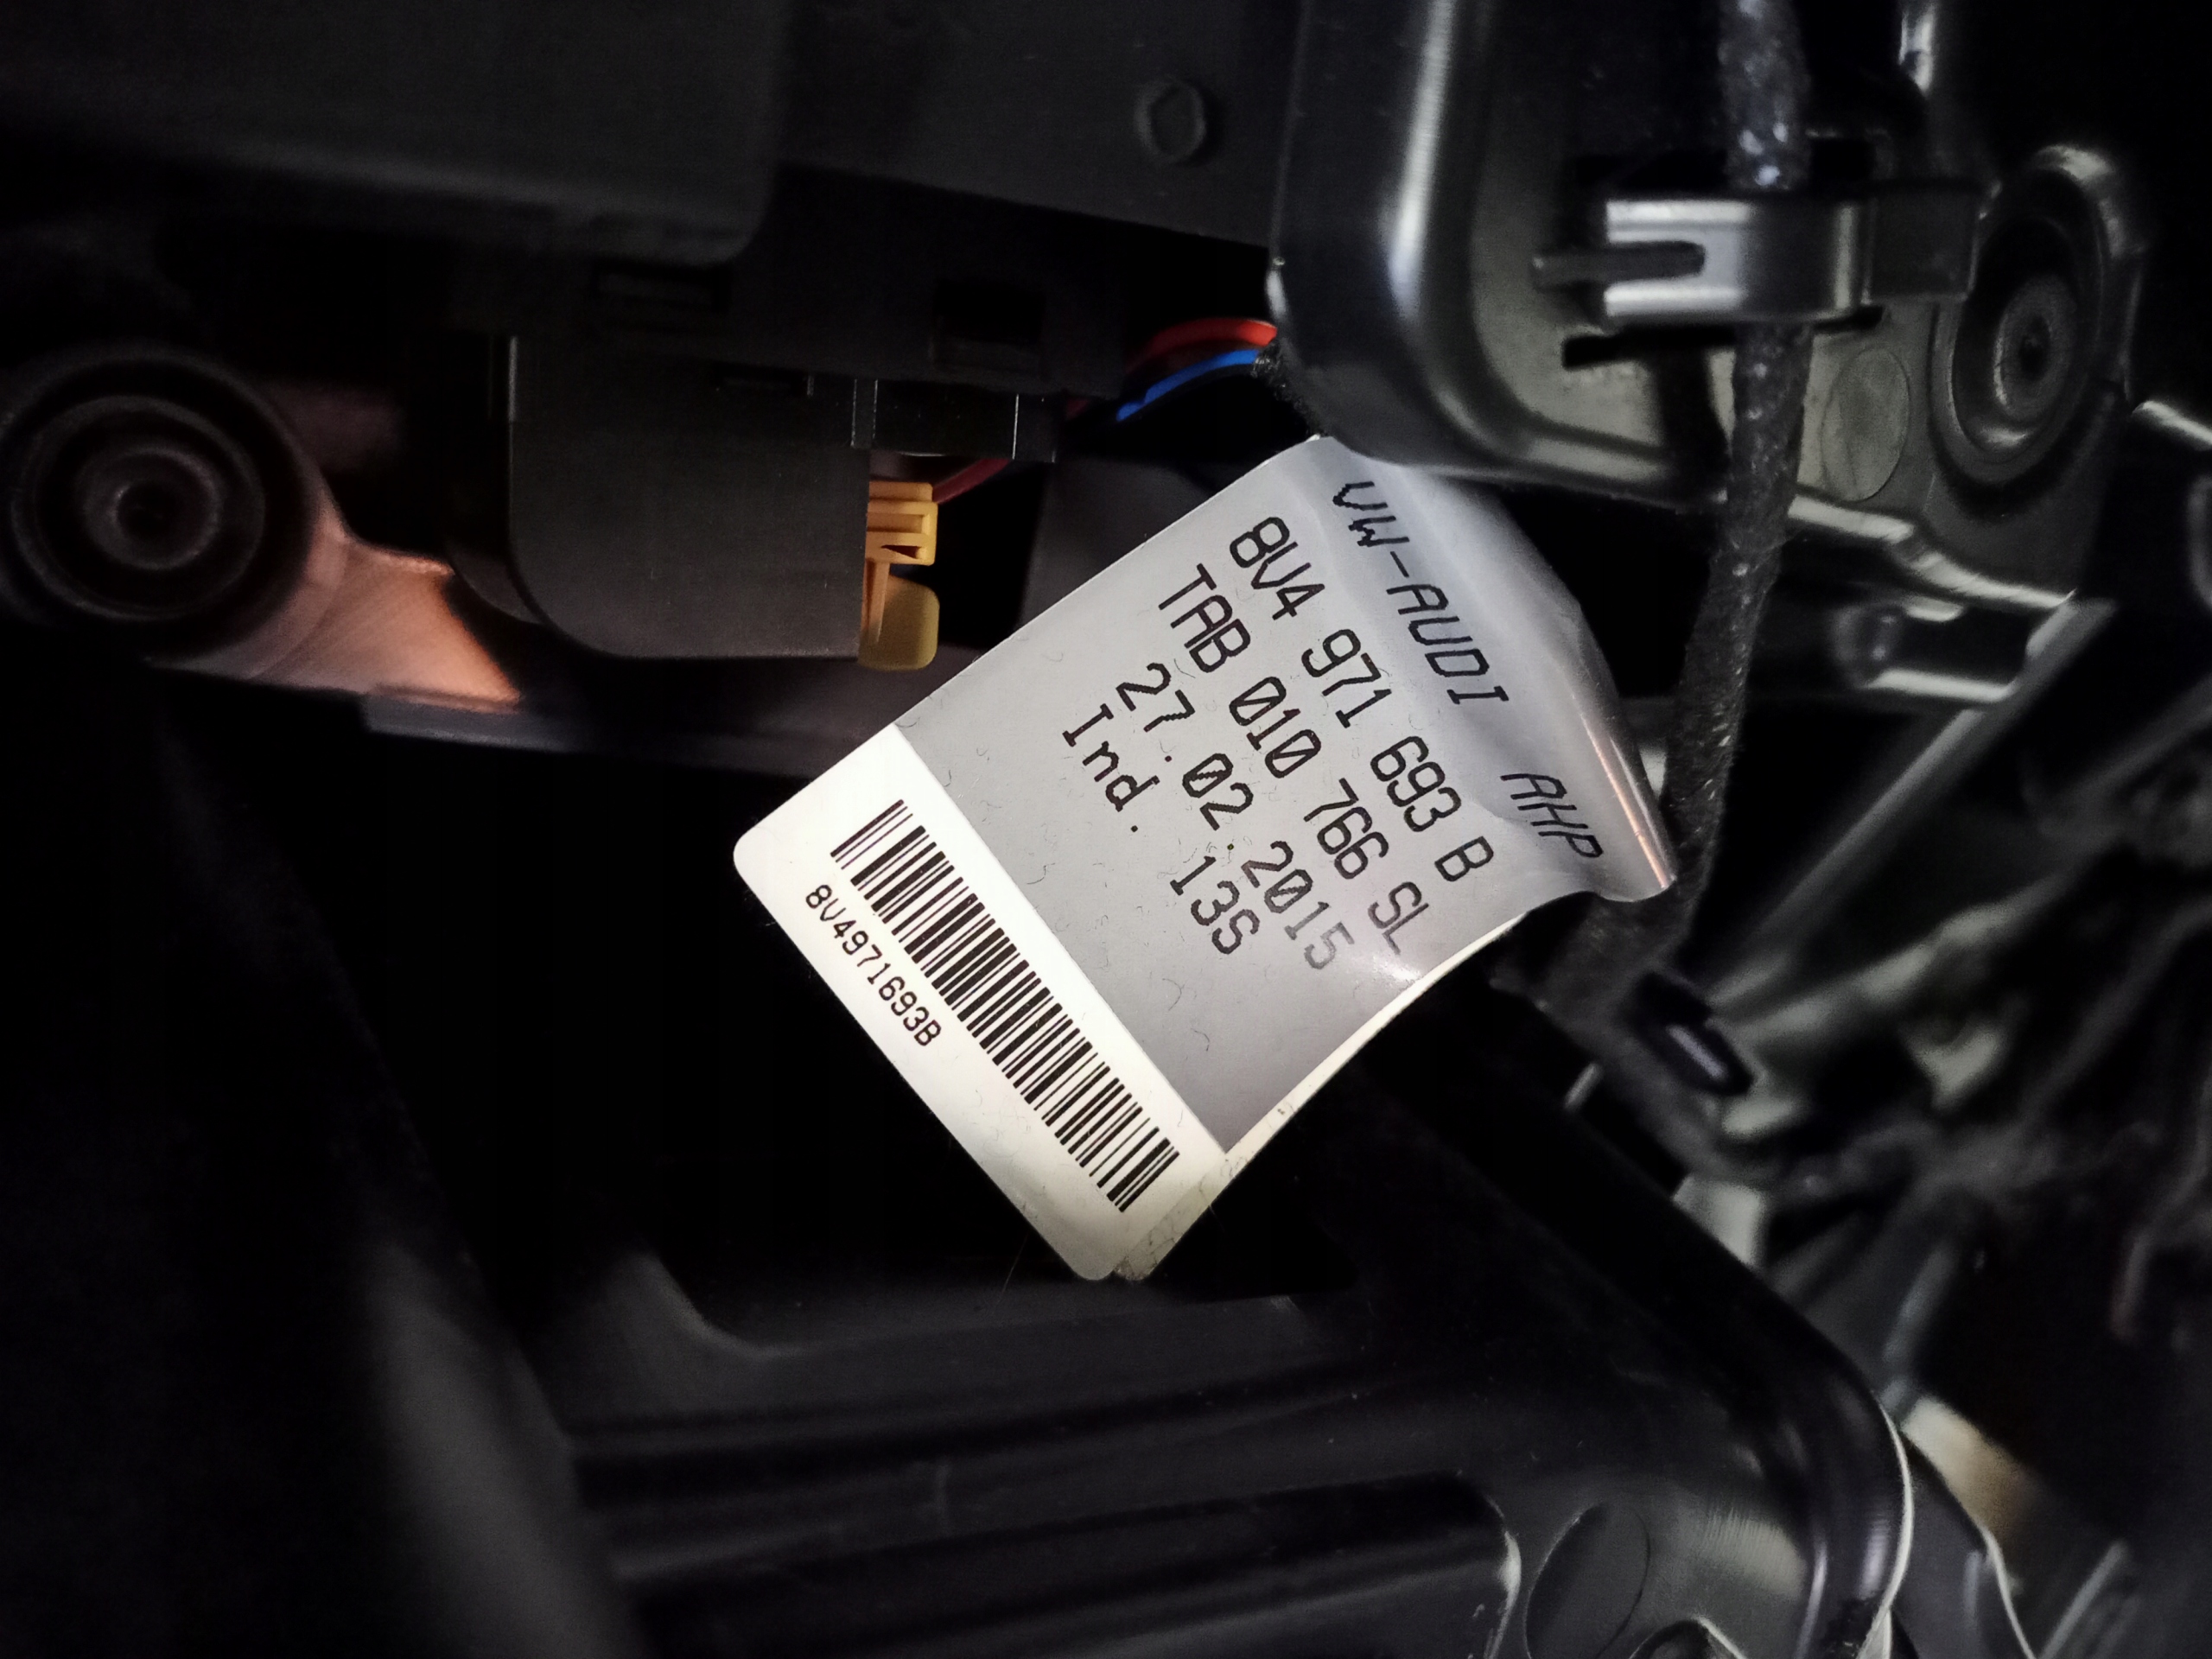 VW-AUDI AHP
8V4 971 693 B
TAB 010 766 SL
27.02.2015
Ind. 13S
8V4971693B